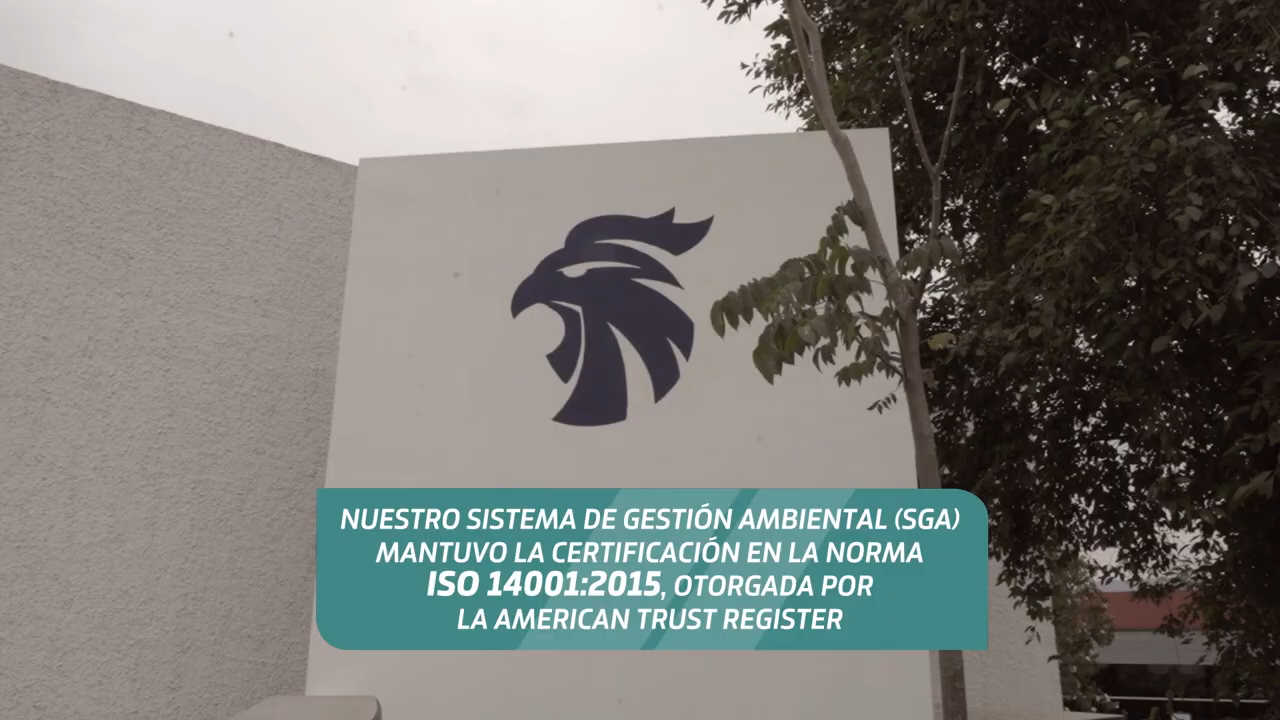 NUESTRO SISTEMA DE GESTIÓN AMBIENTAL (SGA)
MANTUVO LA CERTIFICACIÓN EN LA NORMA
ISO 14001:2015, OTORGADA POR
LA AMERICAN TRUST REGISTER